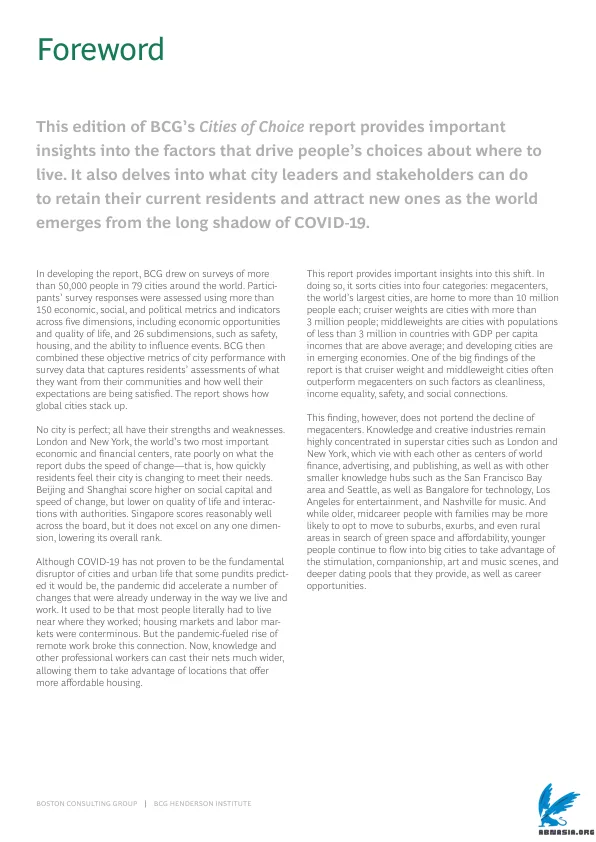 Foreword
This edition of BCG's Cities of Choice report provides important
insights into the factors that drive people's choices about where to
live. It also delves into what city leaders and stakeholders can do
to retain their current residents and attract new ones as the world
emerges from the long shadow of COVID-19.
In developing the report, BCG drew on surveys of more
than 50,000 people in 79 cities around the world. Partici-
pants' survey responses were assessed using more than
150 economic, social, and political metrics and indicators
across five dimensions, including economic opportunities
and quality of life, and 26 subdimensions, such as safety,
housing, and the ability to influence events. BCG then
combined these objective metrics of city performance with
survey data that captures residents' assessments of what
they want from their communities and how well their
expectations are being satisfied. The report shows how
global cities stack up.
No city is perfect; all have their strengths and weaknesses.
London and New York, the world's two most important
economic and financial centers, rate poorly on what the
report dubs the speed of change—that is, how quickly
residents feel their city is changing to meet their needs.
Beijing and Shanghai score higher on social capital and
speed of change, but lower on quality of life and interac-
tions with authorities. Singapore scores reasonably well
across the board, but it does not excel on any one dimen-
sion, lowering its overall rank.
Although COVID-19 has not proven to be the fundamental
disruptor of cities and urban life that some pundits predict-
ed it would be, the pandemic did accelerate a number of
changes that were already underway in the way we live and
work. It used to be that most people literally had to live
near where they worked; housing markets and labor mar-
kets were conterminous. But the pandemic-fueled rise of
remote work broke this connection. Now, knowledge and
other professional workers can cast their nets much wider,
allowing them to take advantage of locations that offer
more affordable housing.
This report provides important insights into this shift. In
doing so, it sorts cities into four categories: megacenters,
the world's largest cities, are home to more than 10 million
people each; cruiser weights are cities with more than
3 million people; middleweights are cities with populations
of less than 3 million in countries with GDP per capita
incomes that are above average; and developing cities are
in emerging economies. One of the big findings of the
report is that cruiser weight and middleweight cities often
outperform megacenters on such factors as cleanliness,
income equality, safety, and social connections.
This finding, however, does not portend the decline of
megacenters. Knowledge and creative industries remain
highly concentrated in superstar cities such as London and
New York, which vie with each other as centers of world
finance, advertising, and publishing, as well as with other
smaller knowledge hubs such as the San Francisco Bay
area and Seattle, as well as Bangalore for technology, Los
Angeles for entertainment, and Nashville for music. And
while older, midcareer people with families may be more
likely to opt to move to suburbs, exurbs, and even rural
areas in search of green space and affordability, younger
people continue to flow into big cities to take advantage of
the stimulation, companionship, art and music scenes, and
deeper dating pools that they provide, as well as career
opportunities.
BOSTON CONSULTING GROUP | BCG HENDERSON INSTITUTE
ABNASIA.ORG